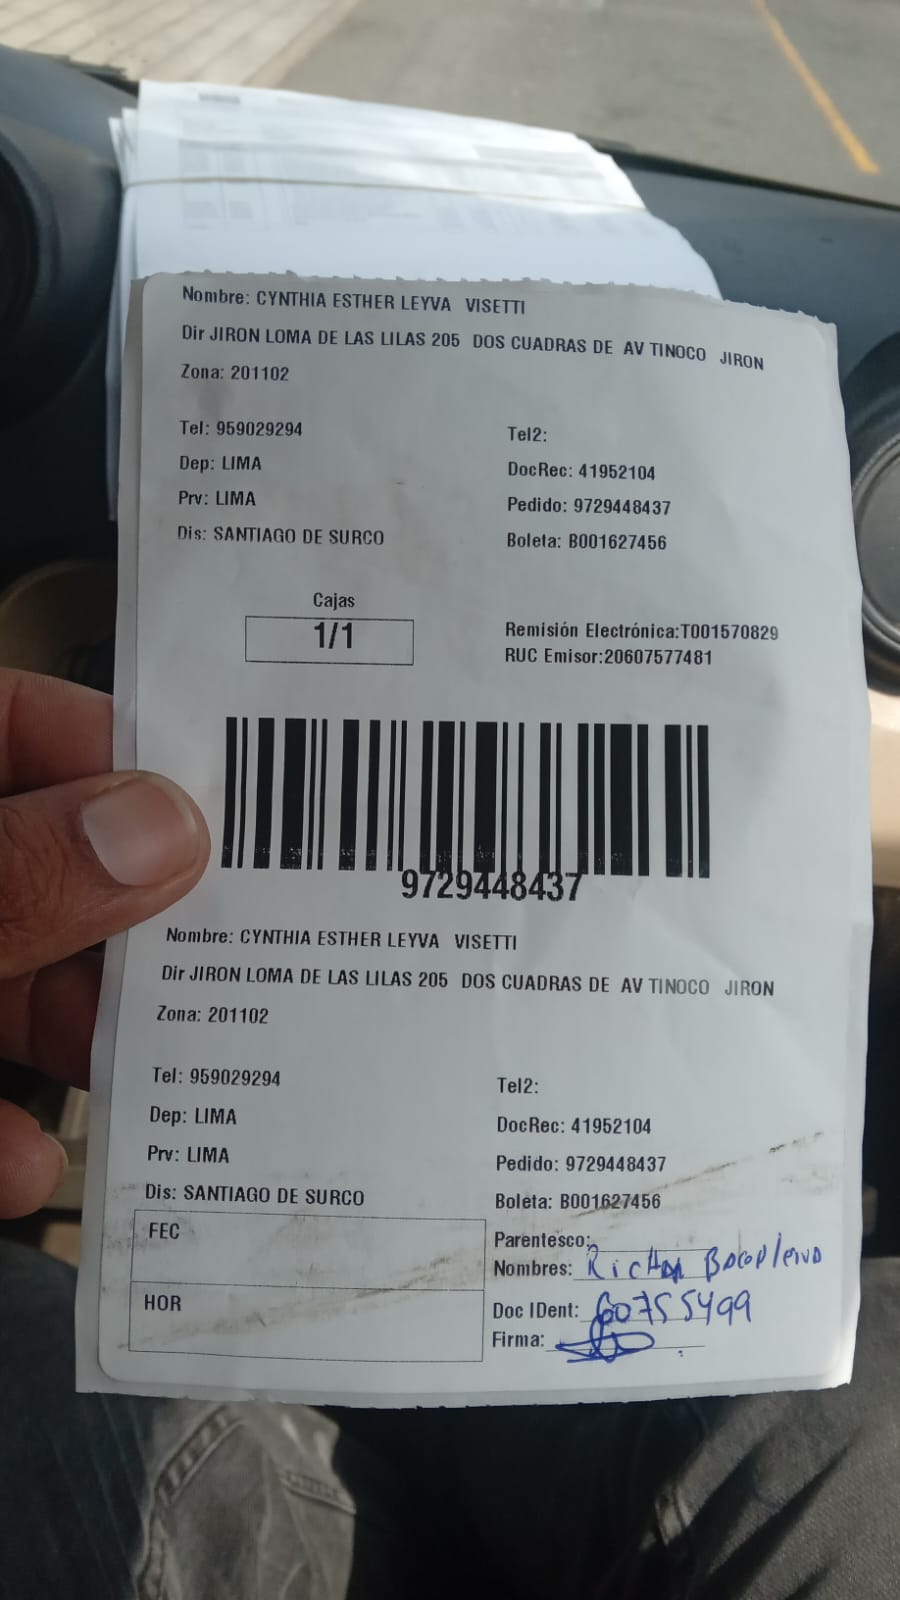 Nombre: CYNTHIA ESTHER LEYVA VISETTI
Dir JIRON LOMA DE LAS LILAS 205 DOS CUADRAS DE AV TINOCO JIRON
Zona: 201102
Tel: 959029294 Tel2:
Dep: LIMA DocRec: 41952104
Prv: LIMA Pedido: 9729448437
Dis: SANTIAGO DE SURCO Boleta: B001627456
Cajas
1/1
Remisión Electrónica:T001570829
RUC Emisor:20607577481
9729448437
Nombre: CYNTHIA ESTHER LEYVA VISETTI
Dir JIRON LOMA DE LAS LILAS 205 DOS CUADRAS DE AV TINOCO JIRON
Zona: 201102
Tel: 959029294 Tel2:
Dep: LIMA DocRec: 41952104
Prv: LIMA Pedido: 9729448437
Dis: SANTIAGO DE SURCO Boleta: B001627456
FEC
Parentesco:
Nombres:
HOR
Doc IDent: 60755499
Firma: